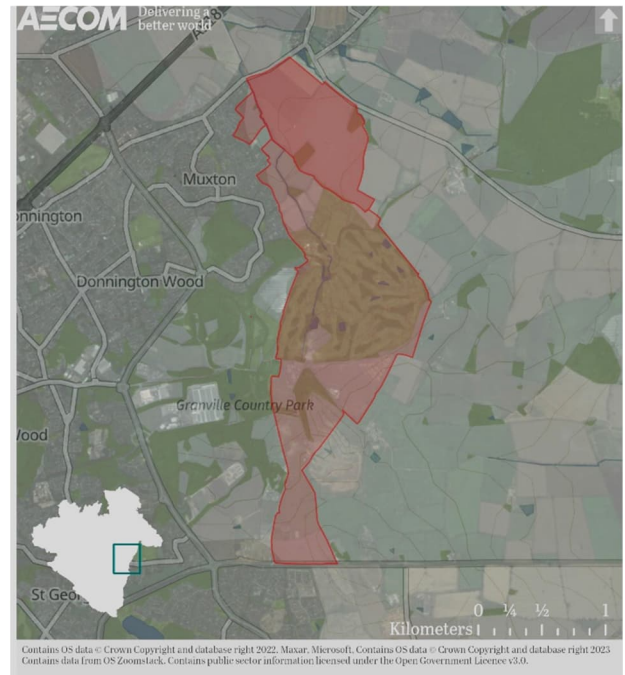 AECOM Delivering a
better world
Muxton
onnington
Donnington Wood
Granville Country Park
Wood
St Geor
0 ¼ ½ 1
Kilometers
Contains OS data © Crown Copyright and database right 2022. Maxar, Microsoft, Contains OS data © Crown Copyright and database right 2023
Contains data from OS Zoomstack. Contains public sector information licensed under the Open Government Licence v3.0.